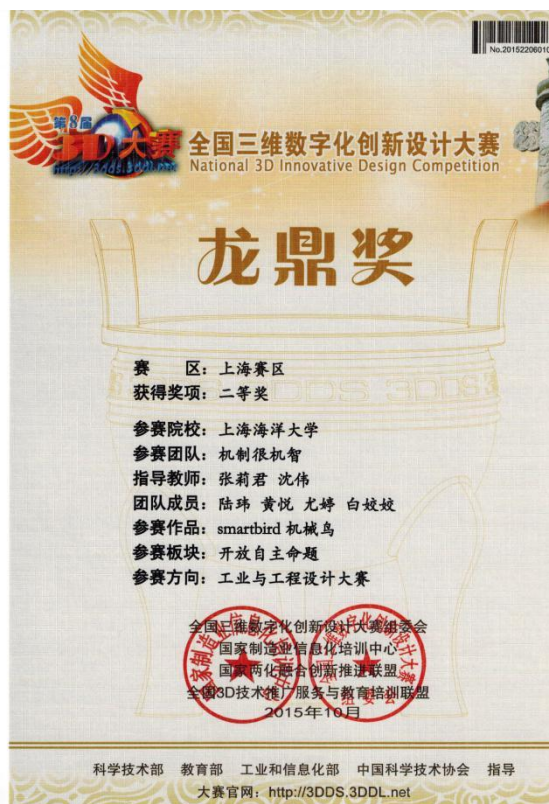 No.2015220601
第8届
3D大赛
http://3dds.3ddl.net
全国三维数字化创新设计大赛
National 3D Innovative Design Competition
龙鼎奖
赛 区：上海赛区
获得奖项：二等奖
参赛院校：上海海洋大学
参赛团队：机制很机智
指导教师：张莉君 沈伟
团队成员：陆玮 黄悦 尤婷 白姣姣
参赛作品：smartbird 机械鸟
参赛板块：开放自主命题
参赛方向：工业与工程设计大赛
全国三维数字化创新设计大赛组委会
国家制造业信息化培训中心
国家两化融合创新推进联盟
全国3D技术推广服务与教育培训联盟
2015年10月
科学技术部 教育部 工业和信息化部 中国科学技术协会 指导
大赛官网：http://3DDS.3DDL.net